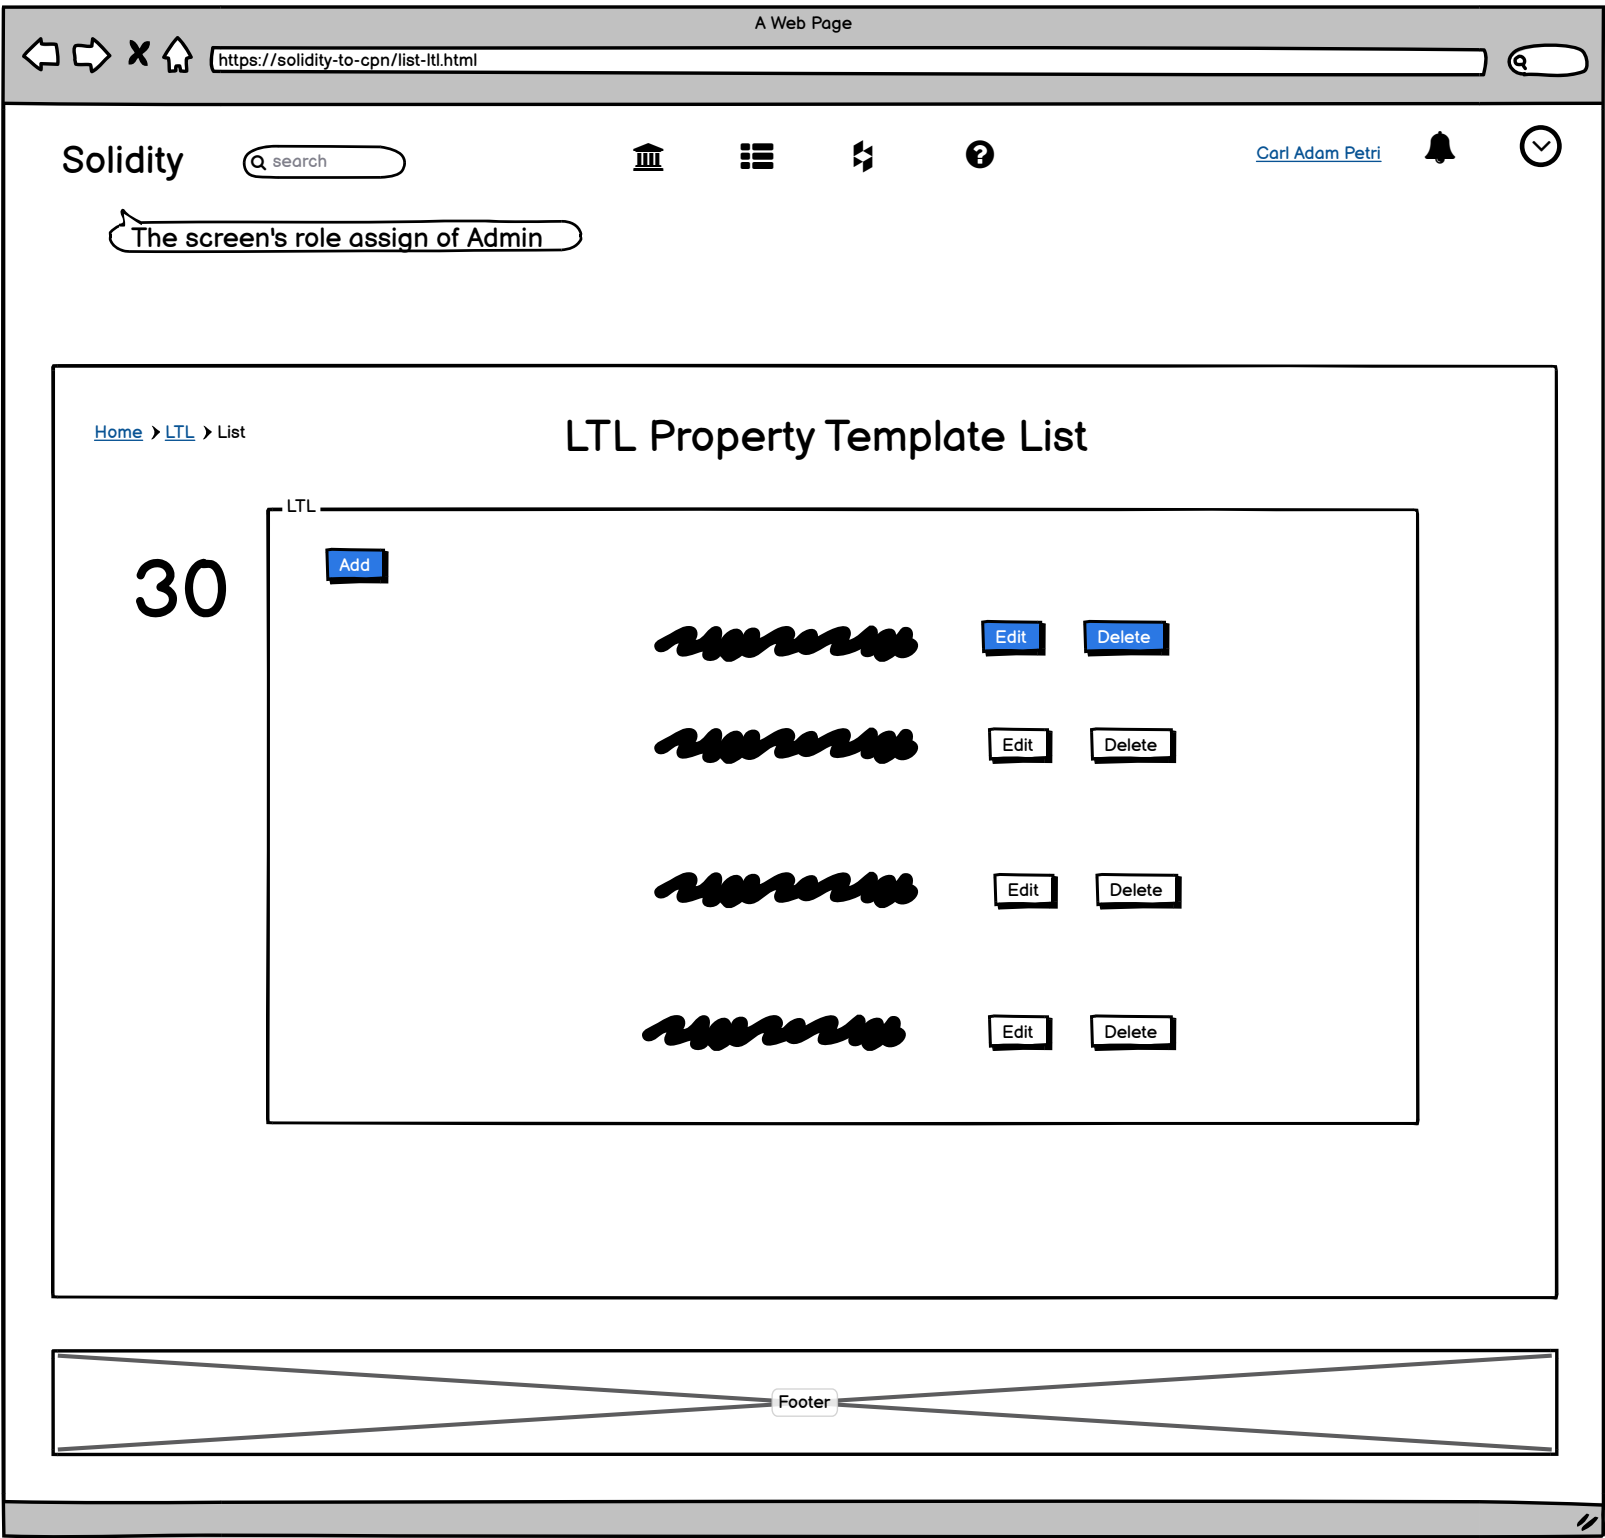 A Web Page
https://solidity-to-cpn/list-ltl.html
Solidity
search
Carl Adam Petri
The screen's role assign of Admin
Home LTL List
LTL Property Template List
LTL
30
Add
Edit Delete
Edit Delete
Edit Delete
Edit Delete
Footer